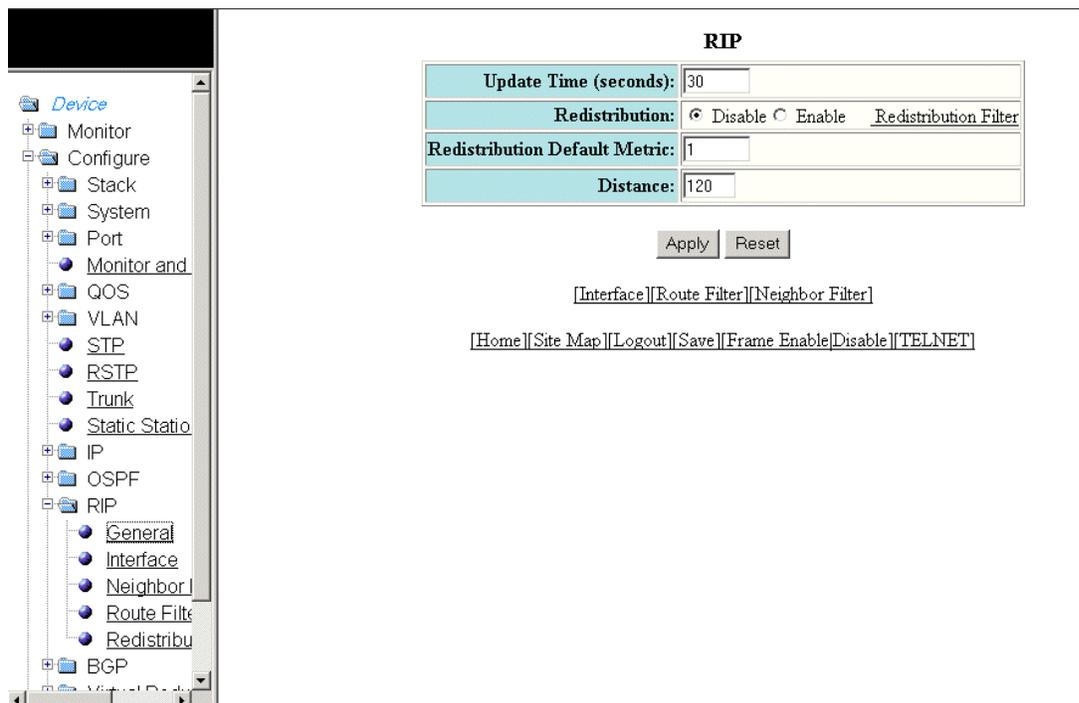 Device
Monitor
Configure
Stack
System
Port
Monitor and
QOS
VLAN
STP
RSTP
Trunk
Static Statio
IP
OSPF
RIP
General
Interface
Neighbor
Route Filte
Redistribu
BGP
RIP
Update Time (seconds): 30
Redistribution: Disable Enable Redistribution Filter
Redistribution Default Metric: 1
Distance: 120
Apply Reset
[Interface][Route Filter][Neighbor Filter]
[Home][Site Map][Logout][Save][Frame Enable|Disable][TELNET]